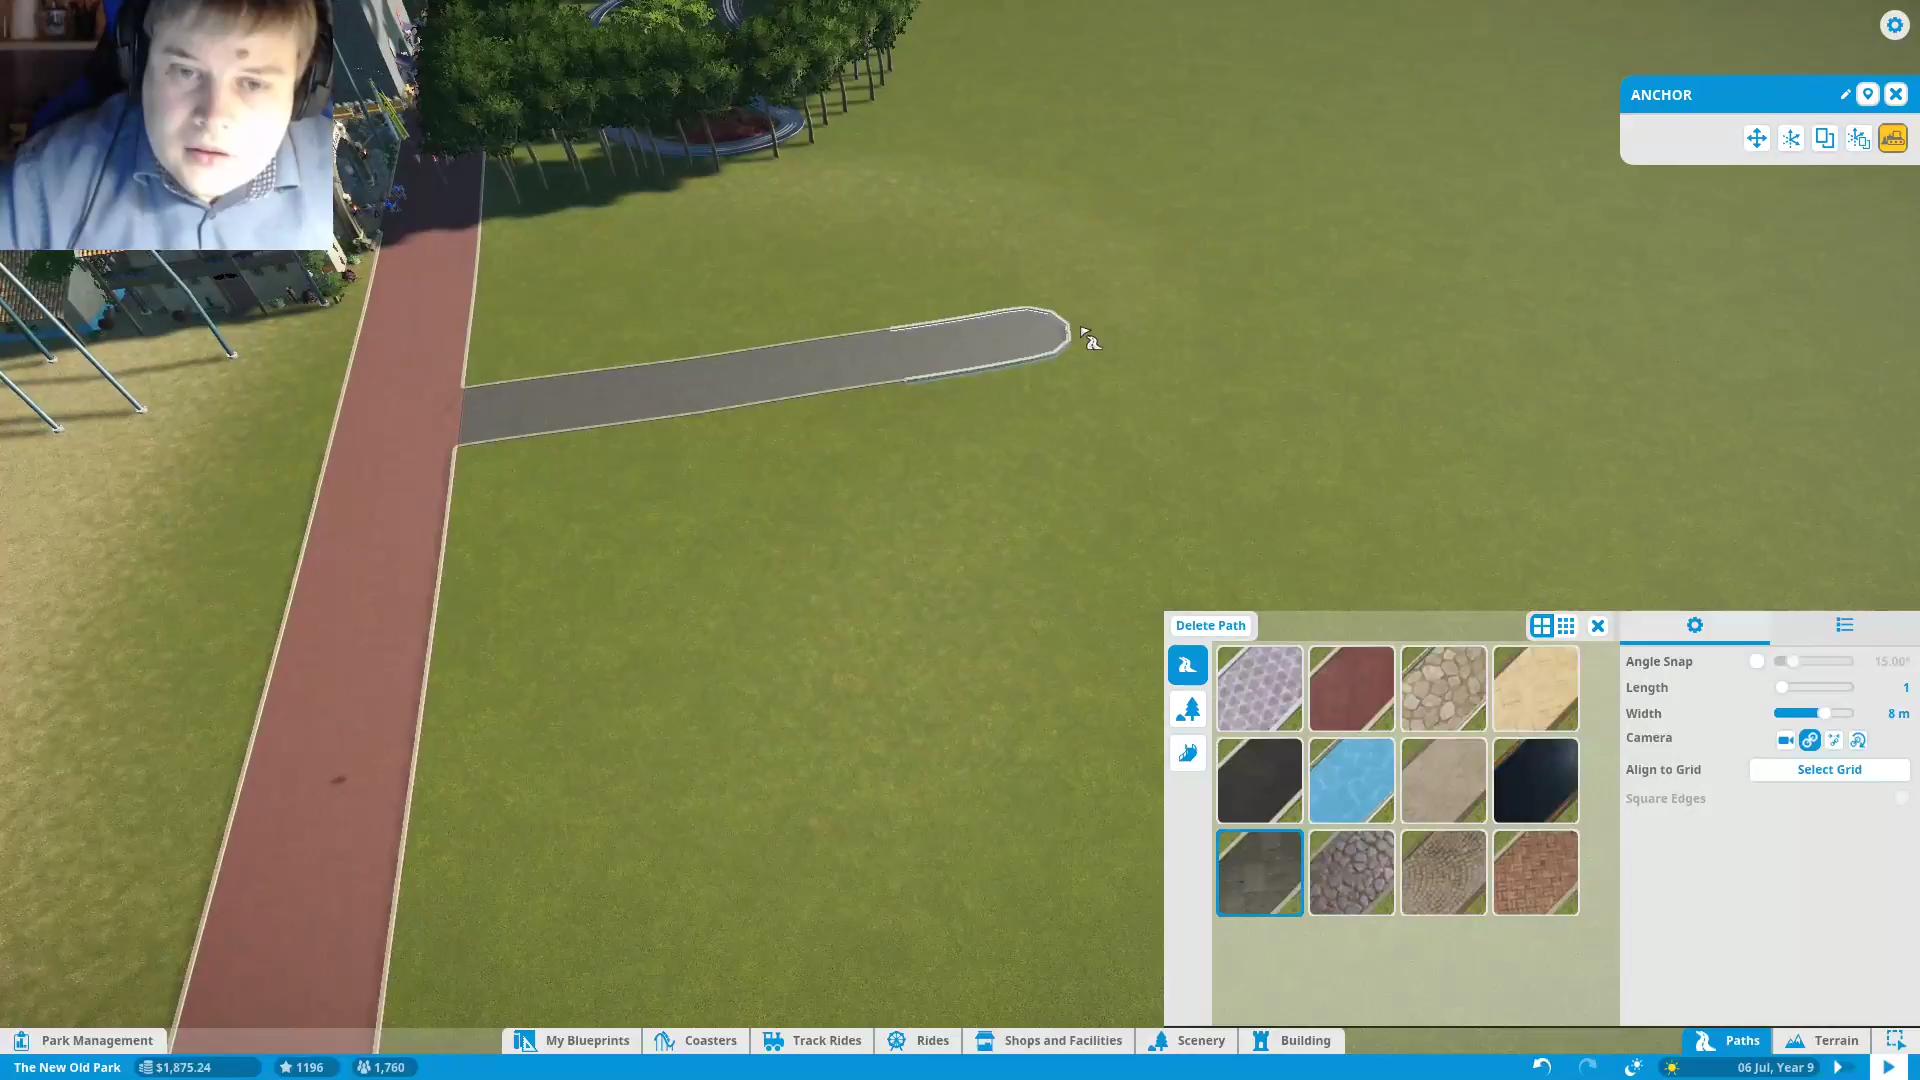 ANCHOR
Delete Path
Angle Snap 15.00°
Length 1
Width 8 m
Camera
Align to Grid Select Grid
Square Edges
Park Management My Blueprints Coasters Track Rides Rides Shops and Facilities Scenery Building Paths Terrain
The New Old Park $1,875.24 1196 1,760 06 Jul, Year 9